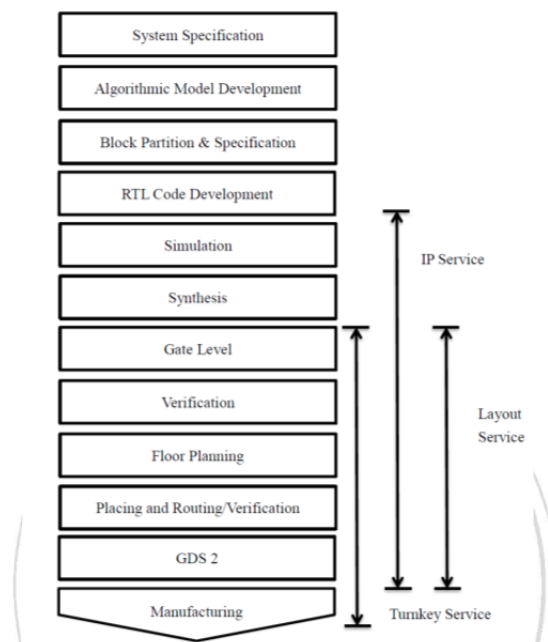 System Specification
Algorithmic Model Development
Block Partition & Specification
RTL Code Development
Simulation
IP Service
Synthesis
Gate Level
Verification
Layout
Service
Floor Planning
Placing and Routing/Verification
GDS 2
Manufacturing
Turnkey Service